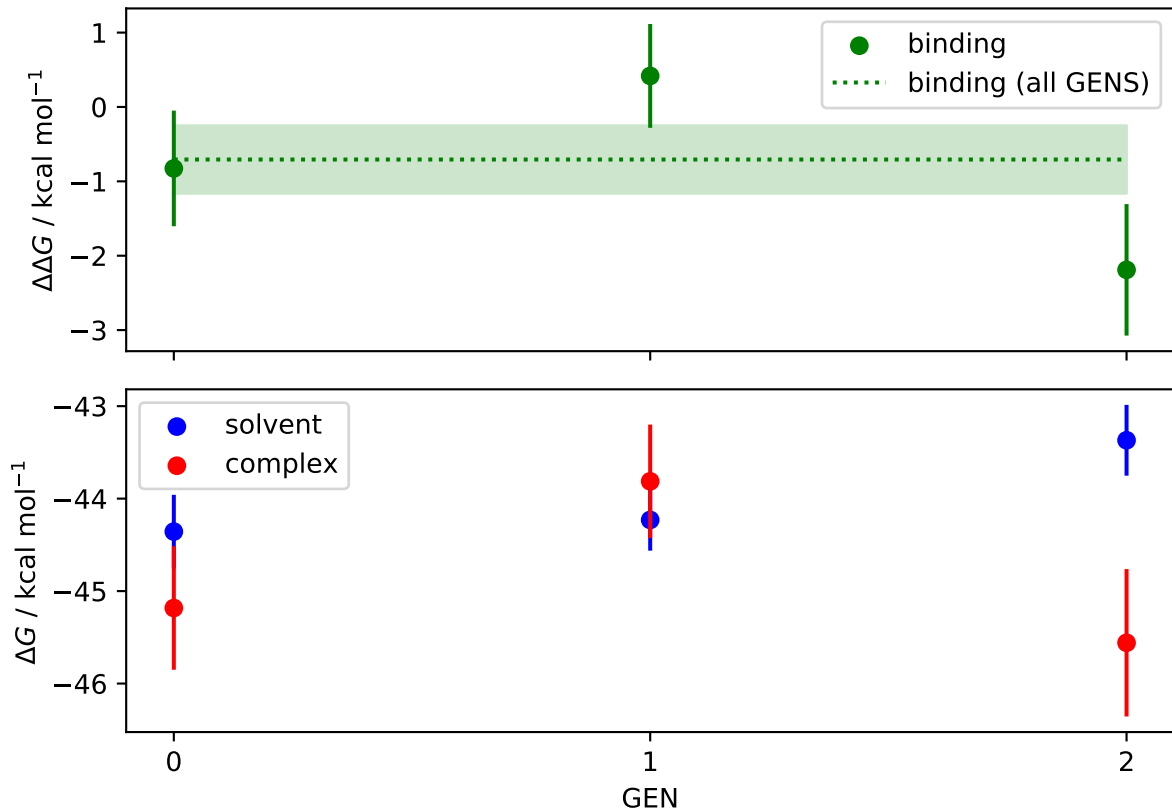 1
0
−1
−2
−3
ΔΔG / kcal mol⁻¹
binding
binding (all GENS)
−43
−44
−45
−46
ΔG / kcal mol⁻¹
solvent
complex
0 1 2
GEN